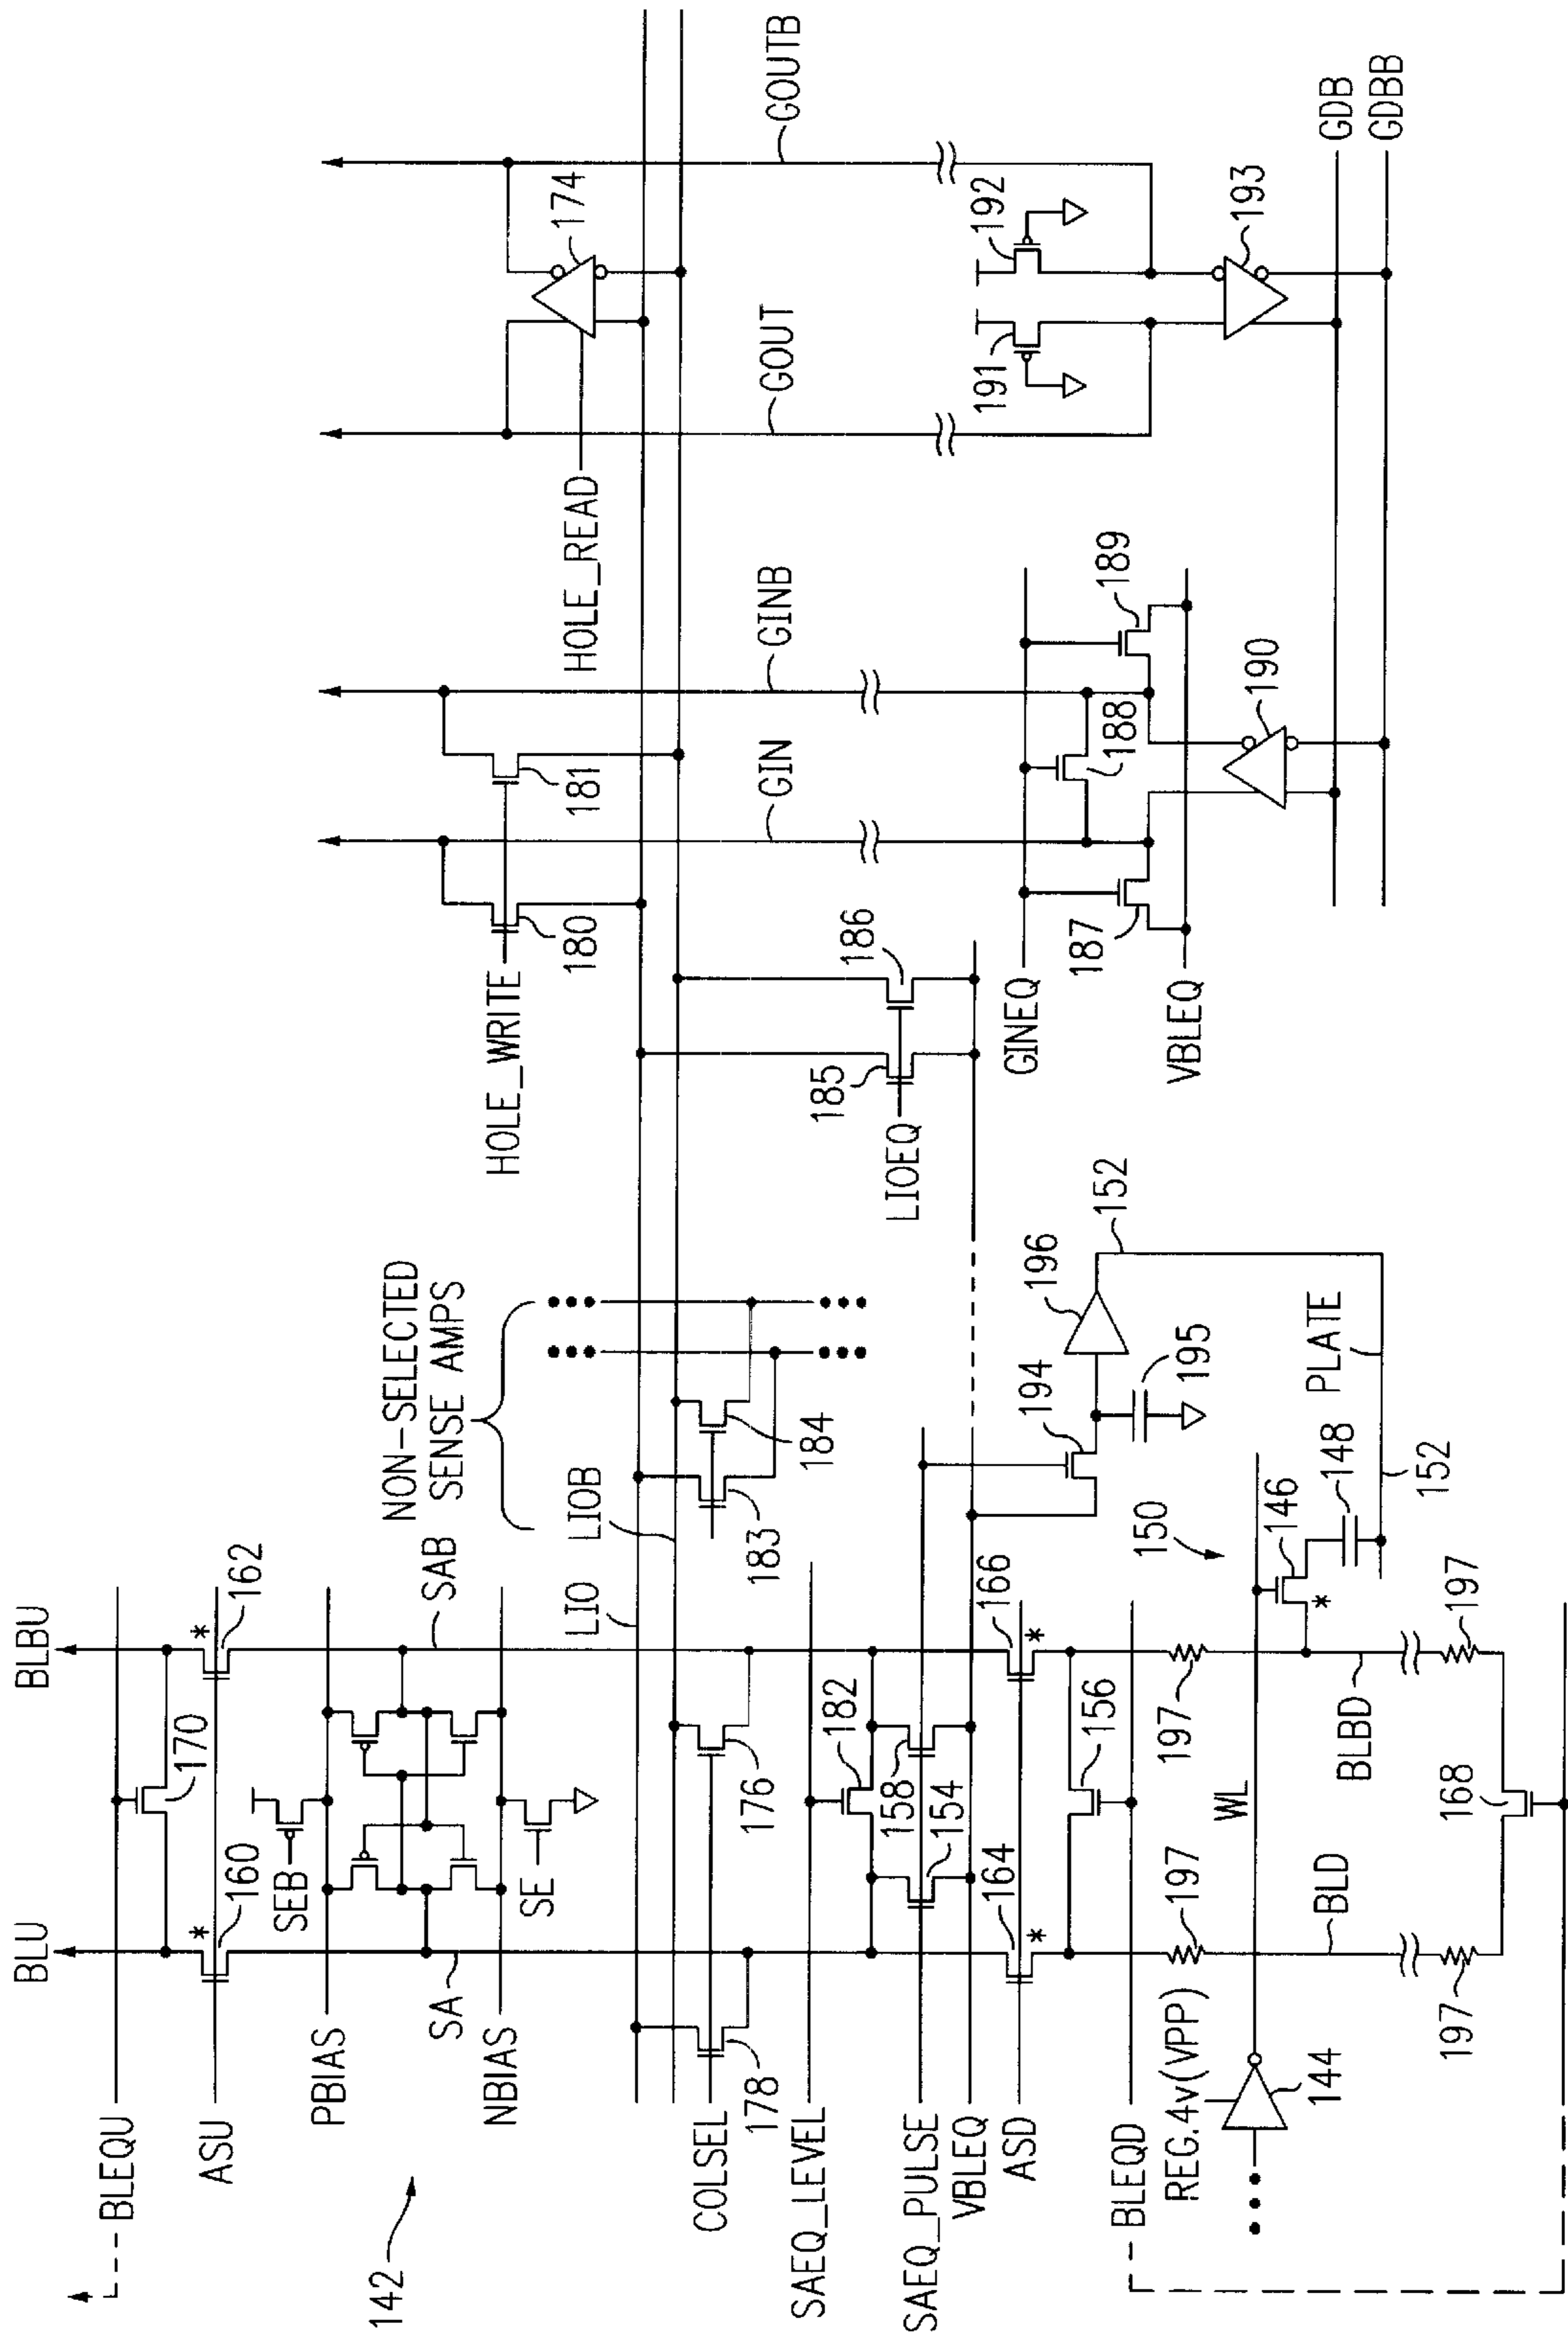 BLU
BLBU
BLEQU
170
ASU
160
*
*
162
PBIAS
SEB
SA
SAB
NBIAS
SE
142
NON-SELECTED
SENSE AMPS
LIO
LIOB
COLSEL
178
176
183
184
SAEQ_LEVEL
182
SAEQ_PULSE
158
154
VBLEQ
ASD
164
*
*
166
BLEQD
156
REG.4v(VPP)
144
WL
197
197
150
146
*
148
BLD
BLBD
197
197
168
194
195
196
152
PLATE
152
HOLE_WRITE
180
181
LIOEQ
185
186
GIN
GINB
GINEQ
187
188
189
VBLEQ
190
HOLE_READ
174
GOUT
GOUTB
191
192
193
GDB
GDBB